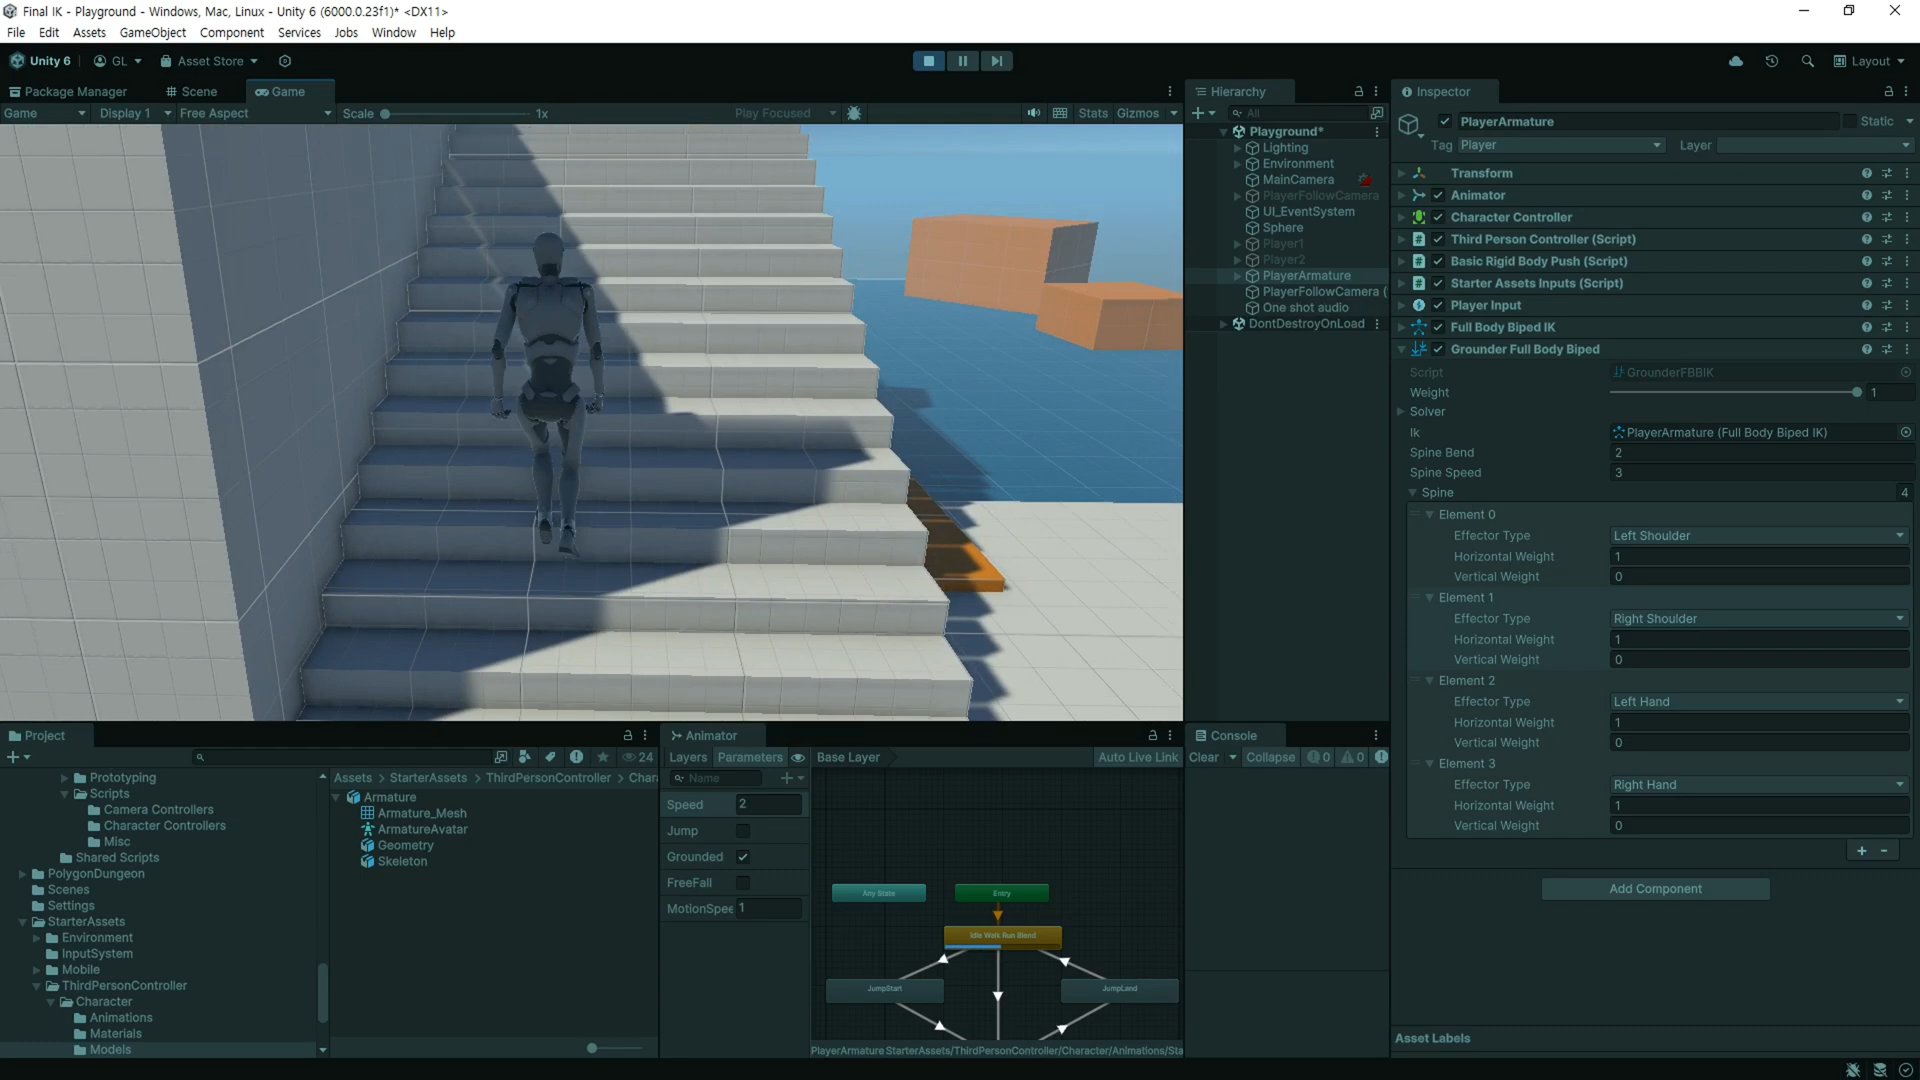 Final IK - Playground - Windows, Mac, Linux - Unity 6 (6000.0.23f1)* <DX11>
File Edit Assets GameObject Component Services Jobs Window Help
Unity 6 GL Asset Store Layout
Package Manager Scene Game
Game Display 1 Free Aspect Scale 1x Play Focused Stats Gizmos
Hierarchy
All
Playground*
Lighting
Environment
MainCamera
PlayerFollowCamera
UI_EventSystem
Sphere
Player1
Player2
PlayerArmature
PlayerFollowCamera (
One shot audio
DontDestroyOnLoad
Inspector
PlayerArmature Static
Tag Player Layer
Transform
Animator
Character Controller
Third Person Controller (Script)
Basic Rigid Body Push (Script)
Starter Assets Inputs (Script)
Player Input
Full Body Biped IK
Grounder Full Body Biped
Script GrounderFBBIK
Weight 1
Solver
Ik PlayerArmature (Full Body Biped IK)
Spine Bend 2
Spine Speed 3
Spine 4
Element 0
Effector Type Left Shoulder
Horizontal Weight 1
Vertical Weight 0
Element 1
Effector Type Right Shoulder
Horizontal Weight 1
Vertical Weight 0
Element 2
Effector Type Left Hand
Horizontal Weight 1
Vertical Weight 0
Element 3
Effector Type Right Hand
Horizontal Weight 1
Vertical Weight 0
Add Component
Asset Labels
Project
24
Prototyping
Scripts
Camera Controllers
Character Controllers
Misc
Shared Scripts
PolygonDungeon
Scenes
Settings
StarterAssets
Environment
InputSystem
Mobile
ThirdPersonController
Character
Animations
Materials
Models
Assets > StarterAssets > ThirdPersonController > Chara
Armature
Armature_Mesh
ArmatureAvatar
Geometry
Skeleton
Animator
Layers Parameters Base Layer Auto Live Link
Name
Speed 2
Jump
Grounded
FreeFall
MotionSpee 1
Any State
Entry
Idle Walk Run Blend
JumpStart
JumpLand
PlayerArmature StarterAssets/ThirdPersonController/Character/Animations/Sta
Console
Clear Collapse 0 0